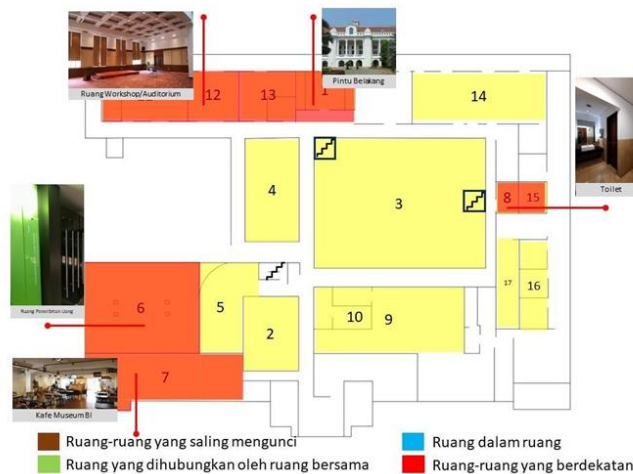 Ruang Workshop/Auditorium
Pintu Belakang
12
13
1
14
Toilet
4
3
8
15
Ruang Penerbitan Uang
6
5
2
10
9
17
16
7
Kafe Museum BI
Ruang-ruang yang saling mengunci
Ruang dalam ruang
Ruang yang dihubungkan oleh ruang bersama
Ruang-ruang yang berdekatan